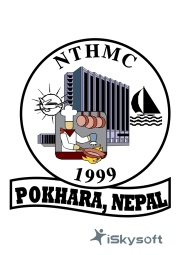 NTHMC
1999
POKHARA, NEPAL
iSkysoft